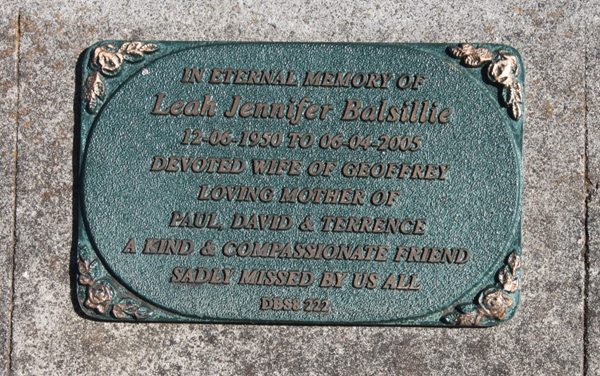 IN ETERNAL MEMORY OF
Leah Jennifer Balsillie
12-06-1950 TO 06-04-2005
DEVOTED WIFE OF GEOFFREY
LOVING MOTHER OF
PAUL, DAVID & TERRENCE
A KIND & COMPASSIONATE FRIEND
SADLY MISSED BY US ALL
DBS8 222